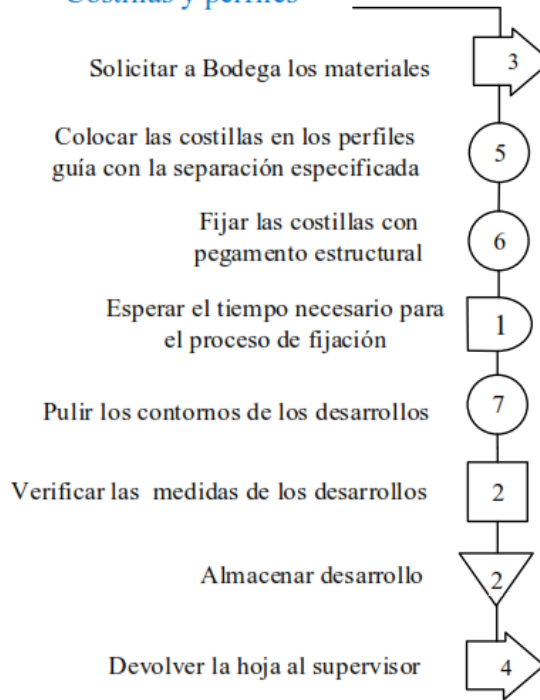 Costillas y perfiles
Solicitar a Bodega los materiales
3
Colocar las costillas en los perfiles
guía con la separación especificada
5
Fijar las costillas con
pegamento estructural
6
Esperar el tiempo necesario para
el proceso de fijación
1
Pulir los contornos de los desarrollos
7
Verificar las medidas de los desarrollos
2
Almacenar desarrollo
2
Devolver la hoja al supervisor
4